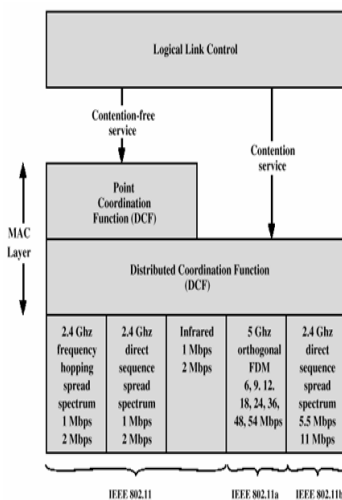 Logical Link Control
Contention-free
service
Contention
service
Point
Coordination
Function (DCF)
MAC
Layer
Distributed Coordination Function
(DCF)
2.4 Ghz
frequency
hopping
spread
spectrum
1 Mbps
2 Mbps
2.4 Ghz
direct
sequence
spread
spectrum
1 Mbps
2 Mbps
Infrared
1 Mbps
2 Mbps
5 Ghz
orthogonal
FDM
6, 9, 12,
18, 24, 36,
48, 54 Mbps
2.4 Ghz
direct
sequence
spread
spectrum
5.5 Mbps
11 Mbps
IEEE 802.11
IEEE 802.11a
IEEE 802.11b